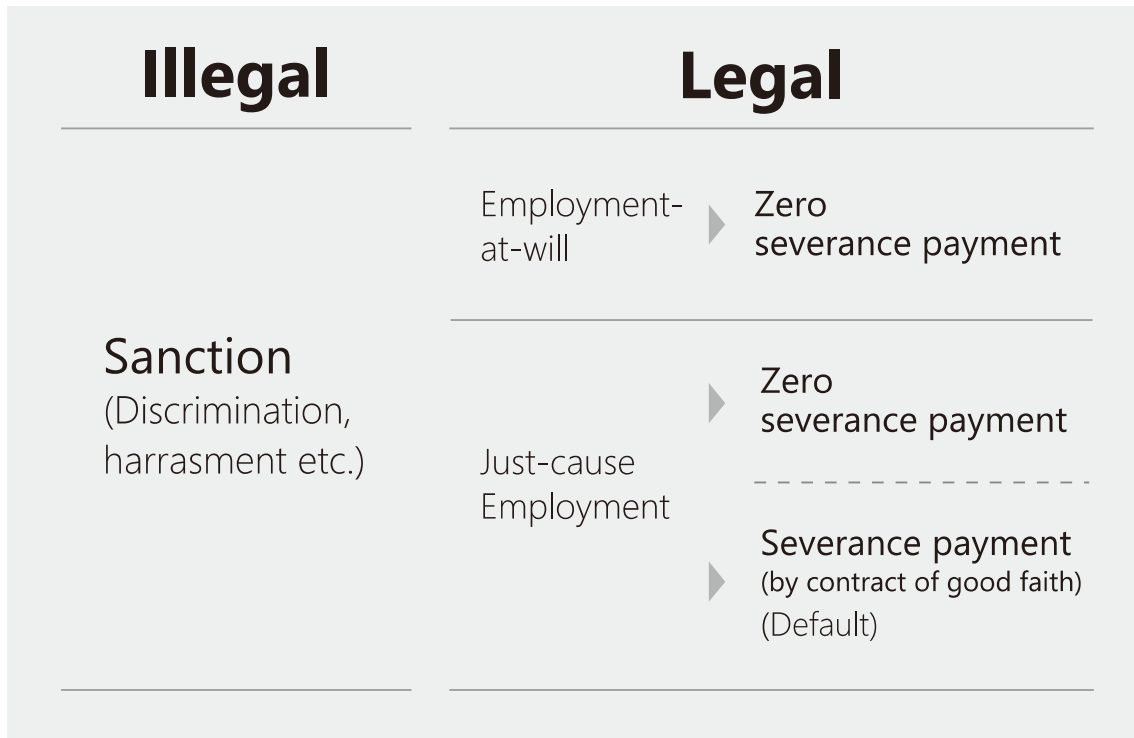 Illegal
Sanction
(Discrimination,
harrasment etc.)
Legal
Employment-
at-will
Zero
severance payment
Just-cause
Employment
Zero
severance payment
Severance payment
(by contract of good faith)
(Default)